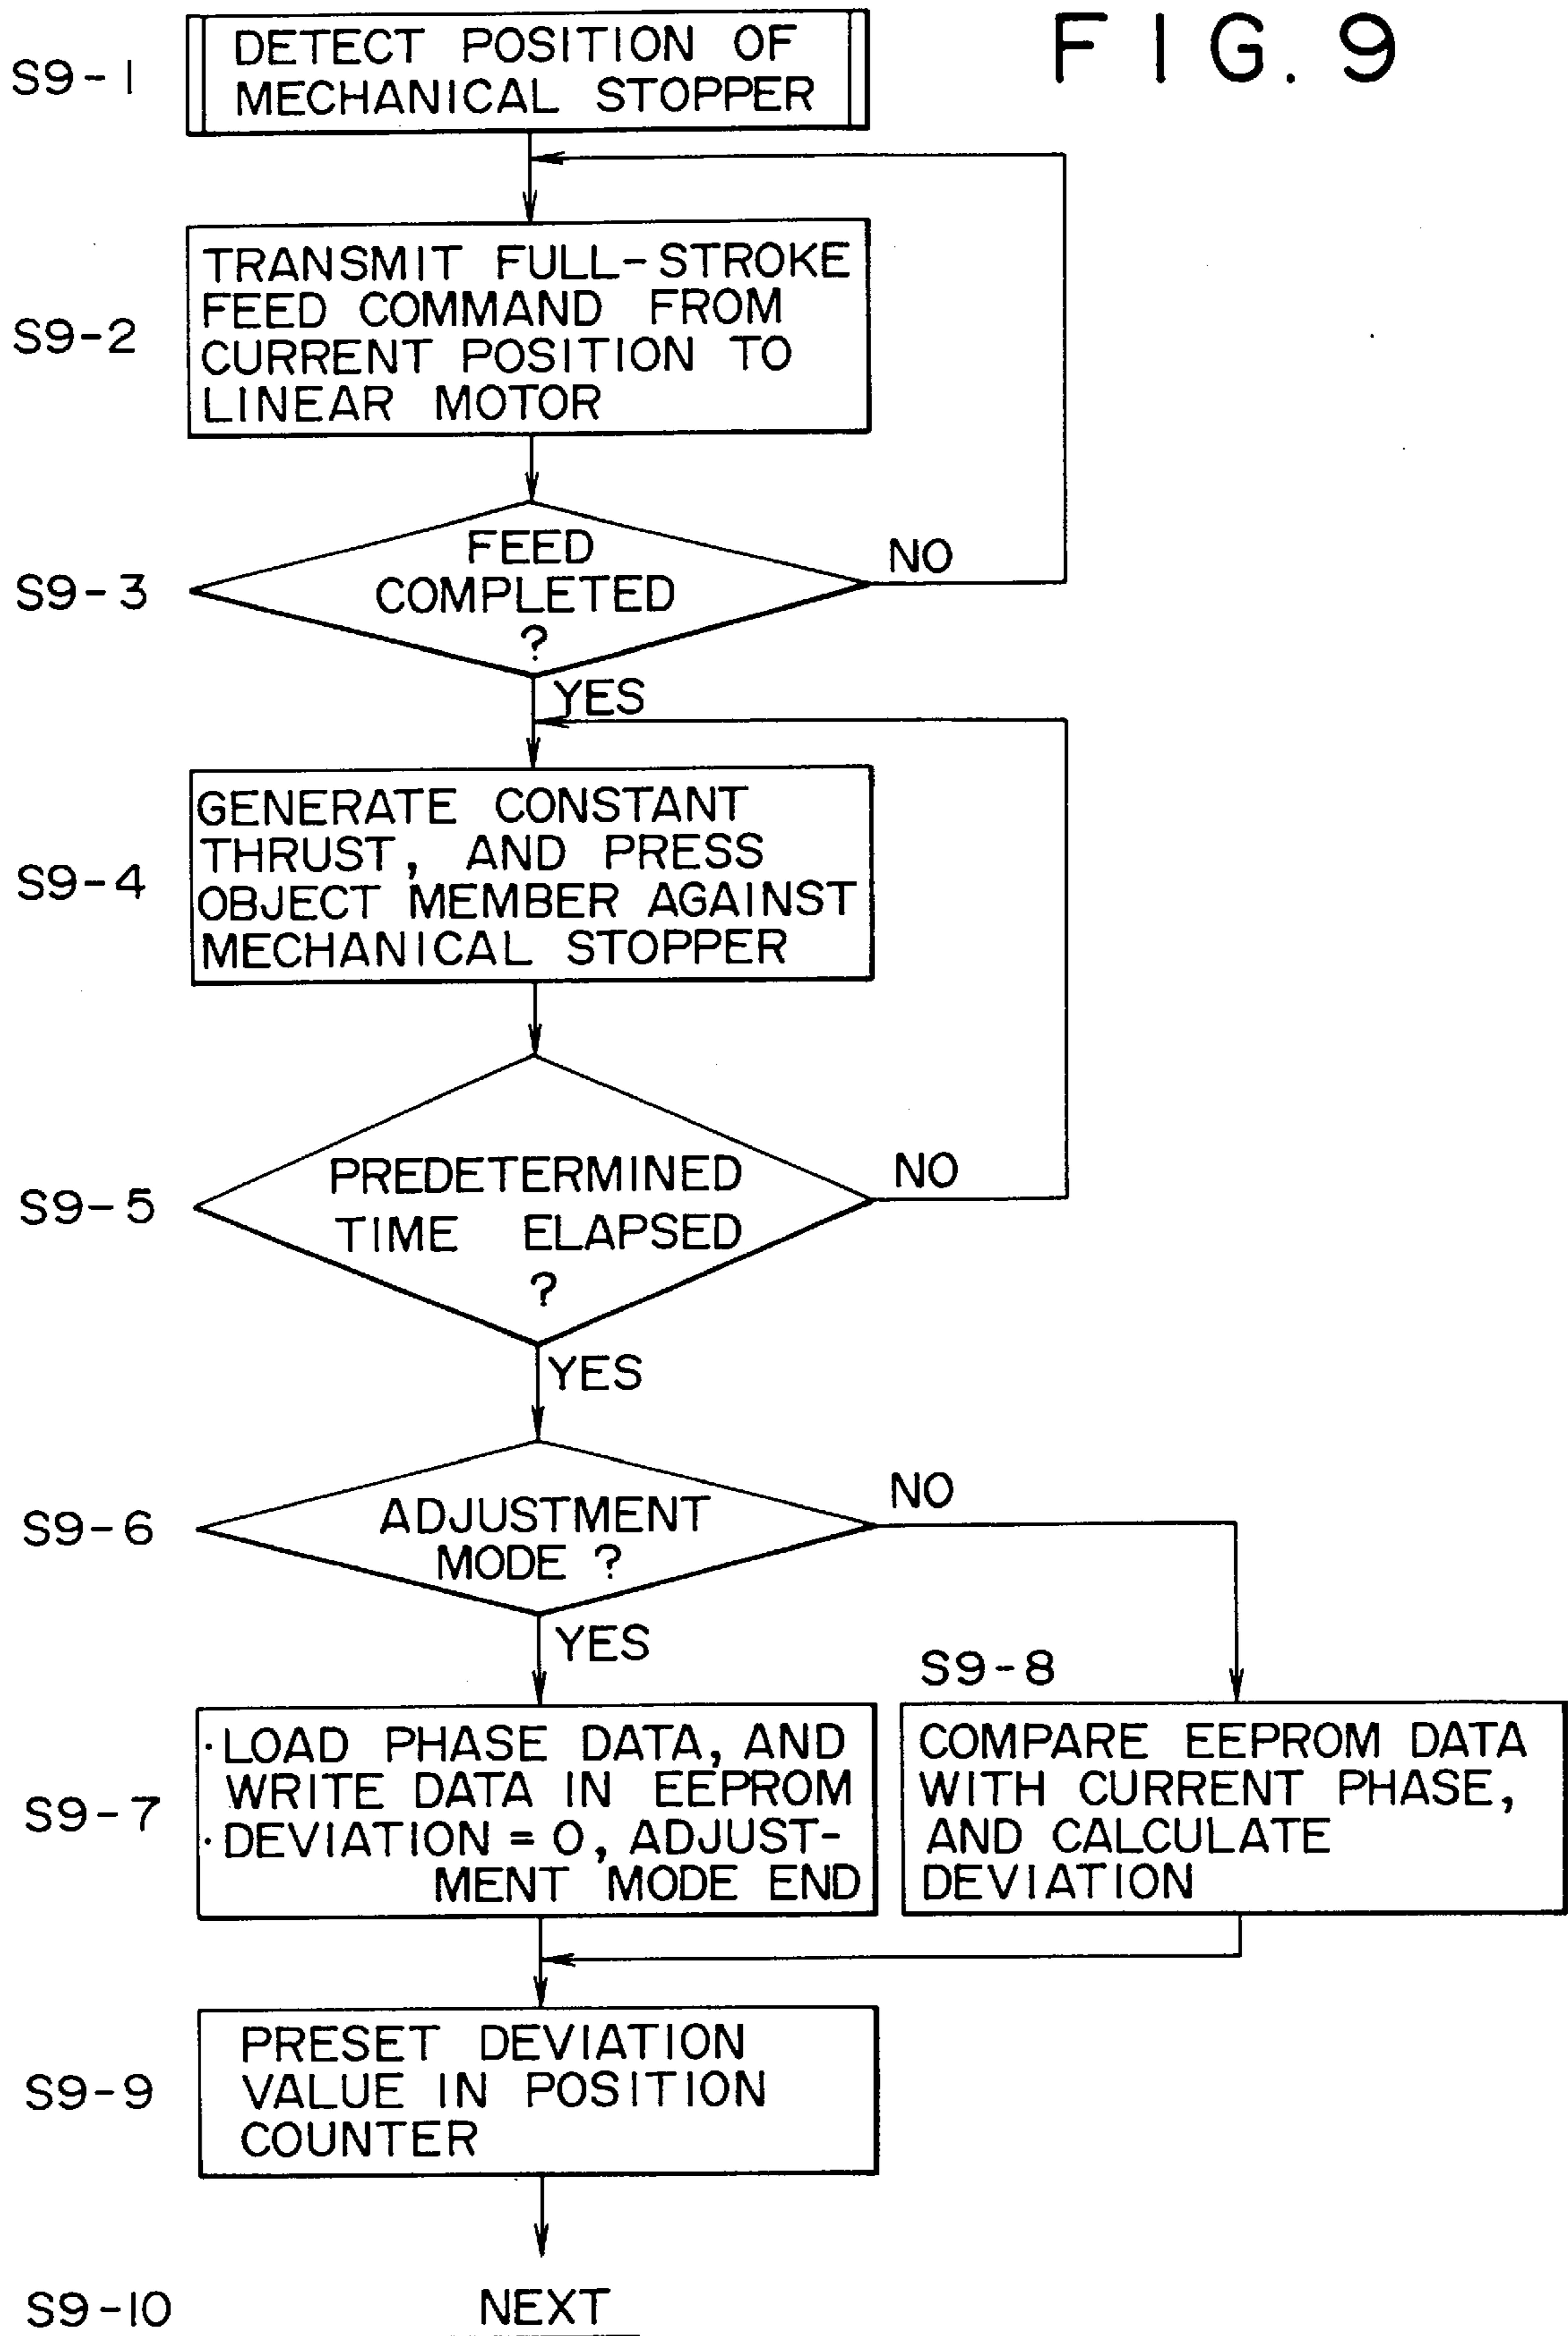 FIG. 9
S9-1
DETECT POSITION OF
MECHANICAL STOPPER
S9-2
TRANSMIT FULL-STROKE
FEED COMMAND FROM
CURRENT POSITION TO
LINEAR MOTOR
S9-3
FEED
COMPLETED
?
NO
YES
S9-4
GENERATE CONSTANT
THRUST, AND PRESS
OBJECT MEMBER AGAINST
MECHANICAL STOPPER
S9-5
PREDETERMINED
TIME ELAPSED
?
NO
YES
S9-6
ADJUSTMENT
MODE ?
NO
YES
S9-7
·LOAD PHASE DATA, AND
WRITE DATA IN EEPROM
·DEVIATION = 0, ADJUST-
MENT MODE END
S9-8
COMPARE EEPROM DATA
WITH CURRENT PHASE,
AND CALCULATE
DEVIATION
S9-9
PRESET DEVIATION
VALUE IN POSITION
COUNTER
S9-10
NEXT